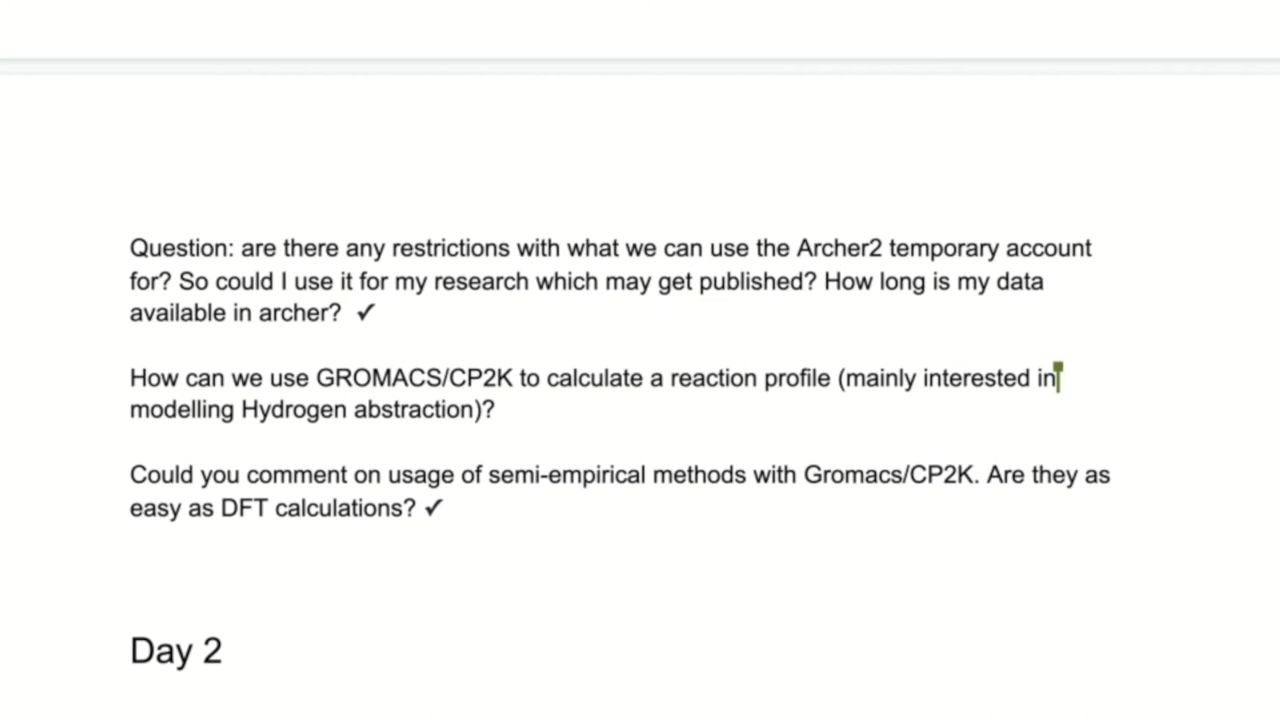 Question: are there any restrictions with what we can use the Archer2 temporary account
for? So could I use it for my research which may get published? How long is my data
available in archer? ✓
How can we use GROMACS/CP2K to calculate a reaction profile (mainly interested in
modelling Hydrogen abstraction)?
Could you comment on usage of semi-empirical methods with Gromacs/CP2K. Are they as
easy as DFT calculations? ✓
Day 2